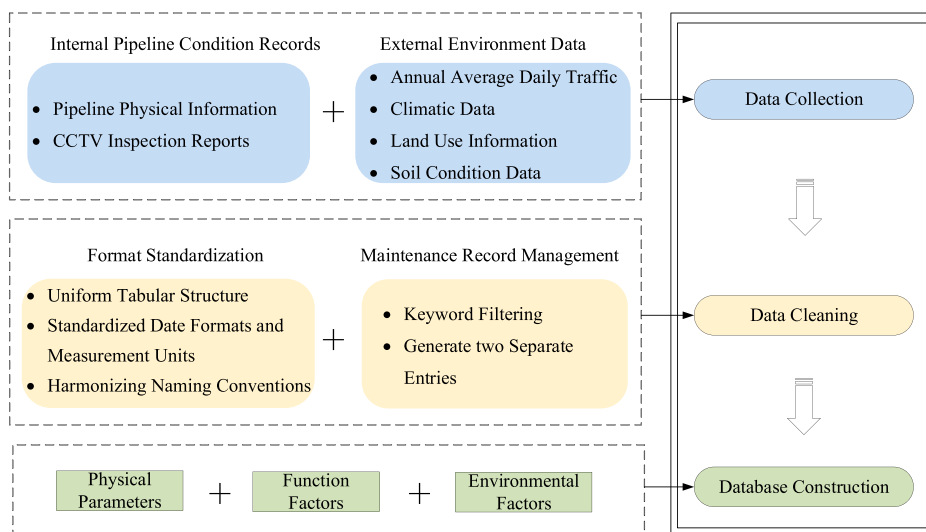 Internal Pipeline Condition Records
External Environment Data
• Pipeline Physical Information
• CCTV Inspection Reports
+
• Annual Average Daily Traffic
• Climatic Data
• Land Use Information
• Soil Condition Data
Data Collection
Format Standardization
Maintenance Record Management
• Uniform Tabular Structure
• Standardized Date Formats and
Measurement Units
• Harmonizing Naming Conventions
+
• Keyword Filtering
• Generate two Separate
Entries
Data Cleaning
Physical
Parameters
+
Function
Factors
+
Environmental
Factors
Database Construction